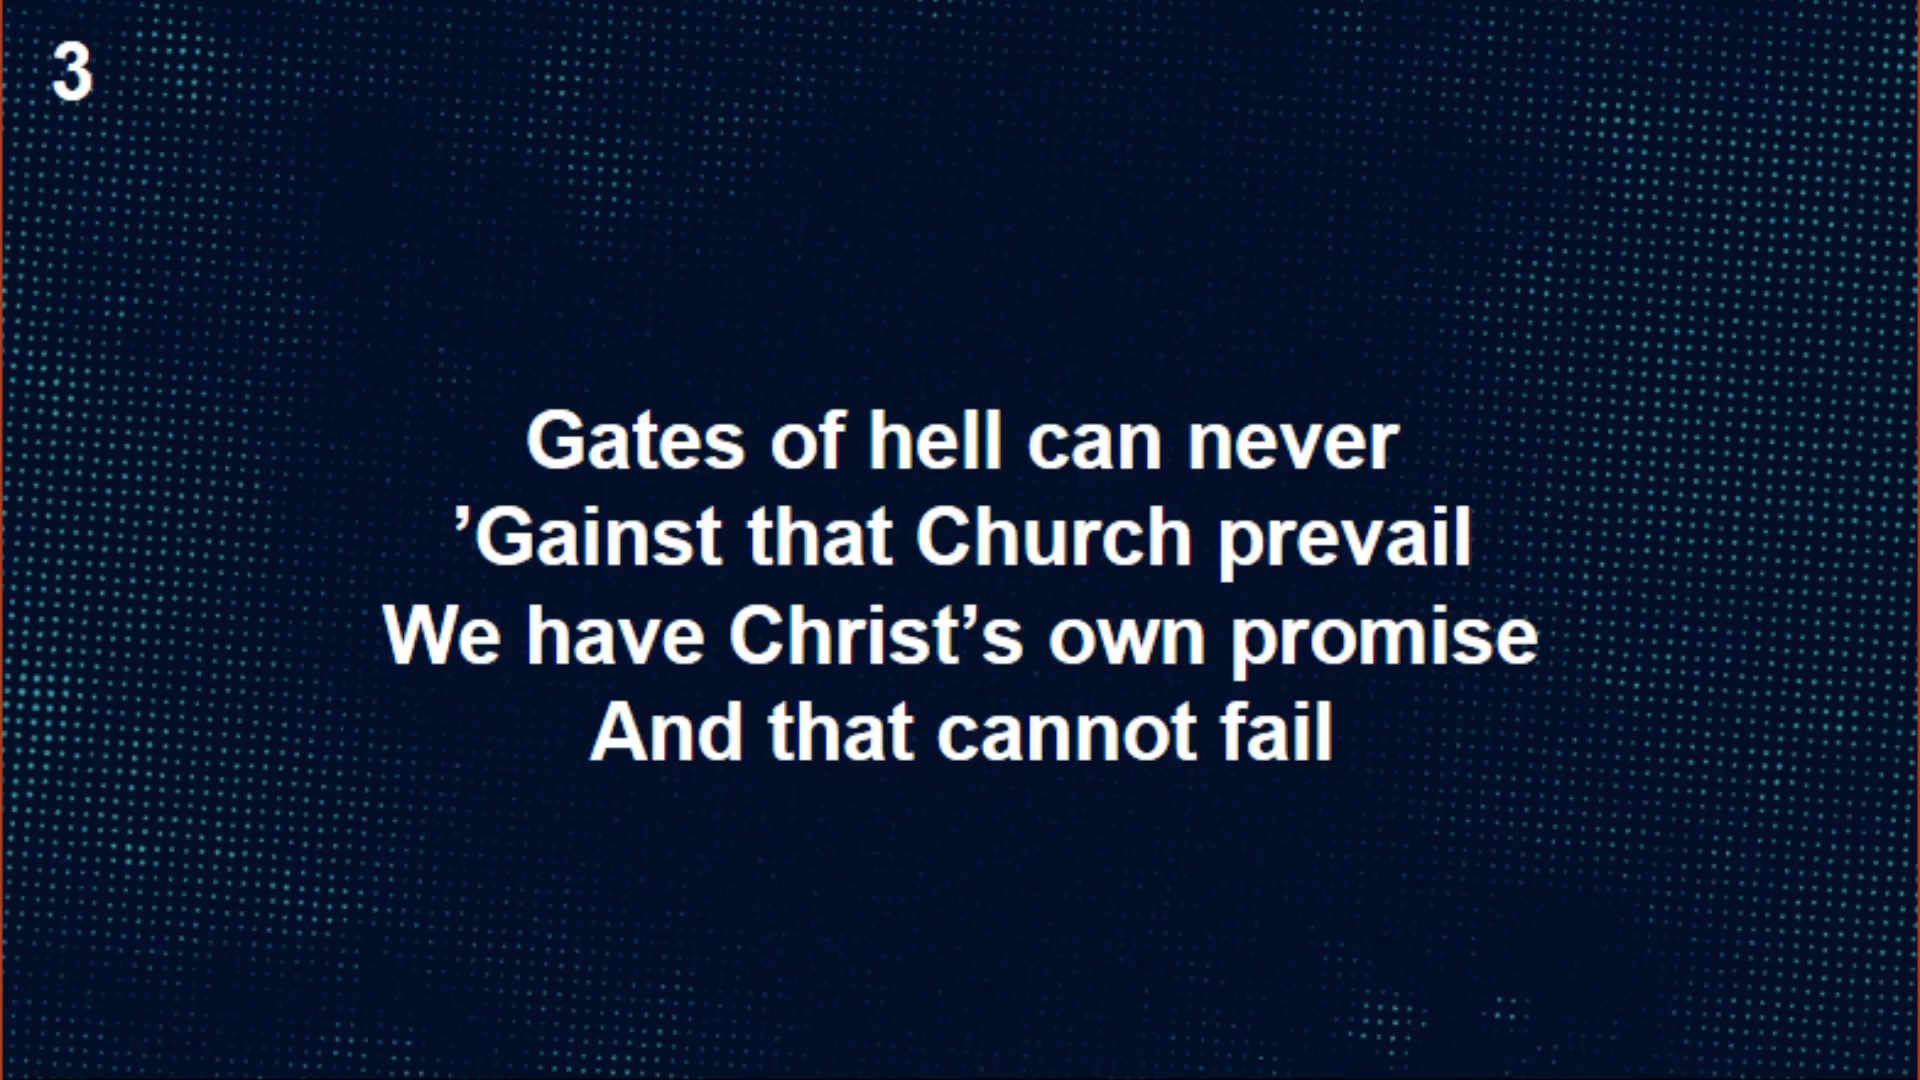 3
Gates of hell can never
’Gainst that Church prevail
We have Christ’s own promise
And that cannot fail